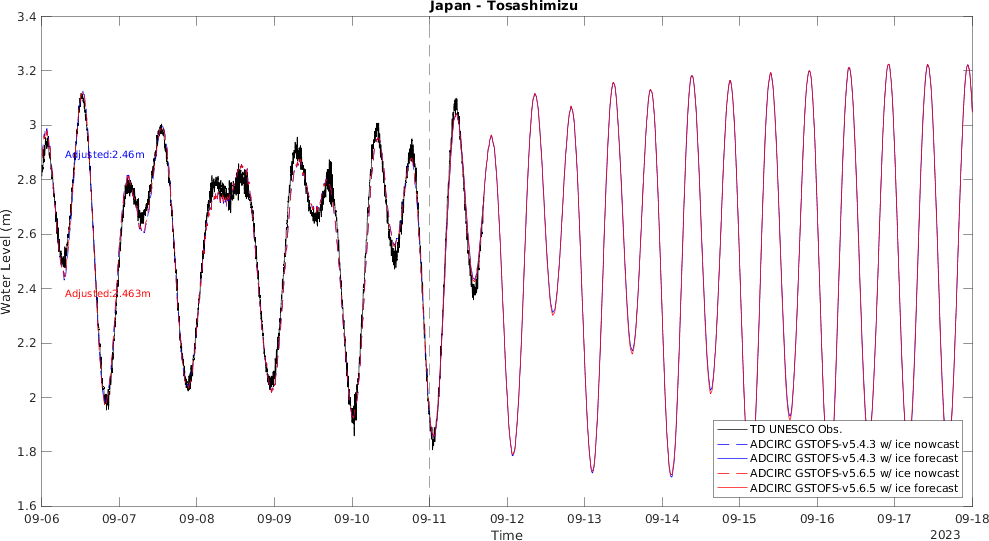 Japan - Tosashimizu
3.4
3.2
3
2.8
2.6
2.4
2.2
2
1.8
1.6
Water Level (m)
Adjusted:2.46m
Adjusted:2.463m
TD UNESCO Obs.
ADCIRC GSTOFS-v5.4.3 w/ ice nowcast
ADCIRC GSTOFS-v5.4.3 w/ ice forecast
ADCIRC GSTOFS-v5.6.5 w/ ice nowcast
ADCIRC GSTOFS-v5.6.5 w/ ice forecast
09-06 09-07 09-08 09-09 09-10 09-11 09-12 09-13 09-14 09-15 09-16 09-17 09-18
Time
2023